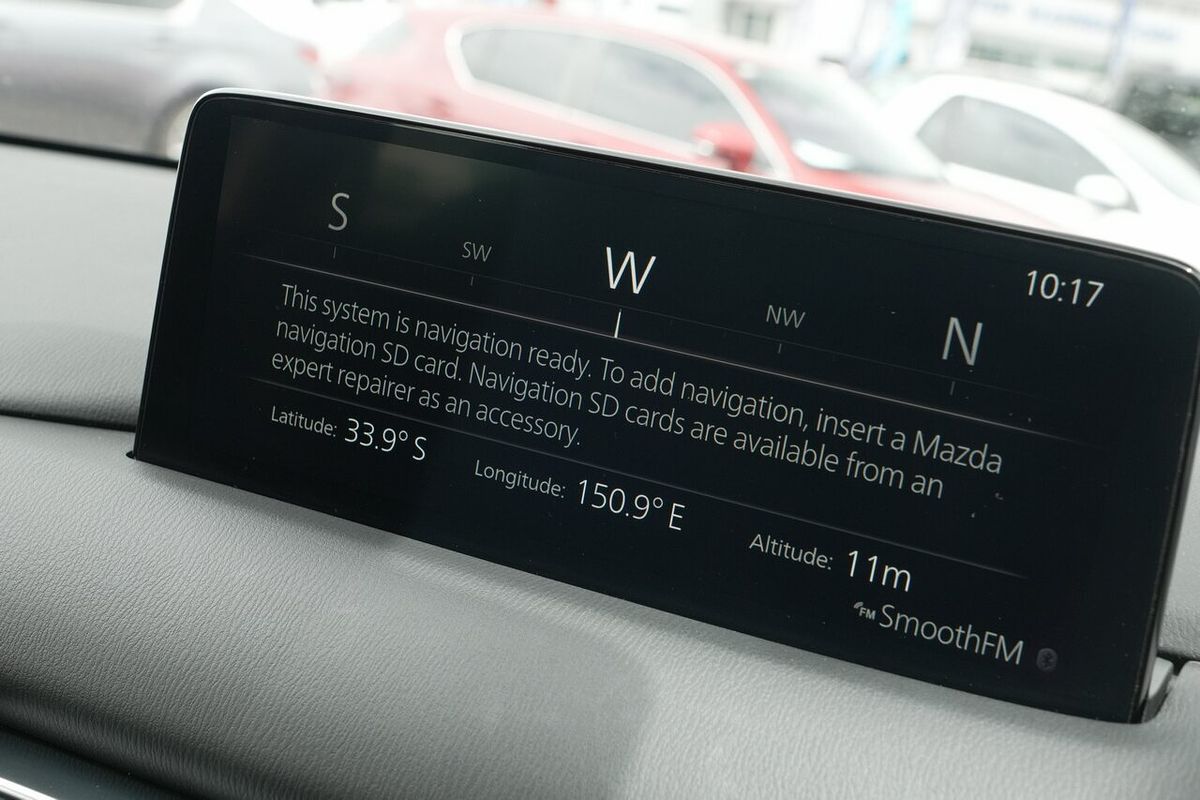 S SW W NW N
10:17
This system is navigation ready. To add navigation, insert a Mazda
navigation SD card. Navigation SD cards are available from an
expert repairer as an accessory.
Latitude: 33.9° S Longitude: 150.9° E Altitude: 11m
FM SmoothFM